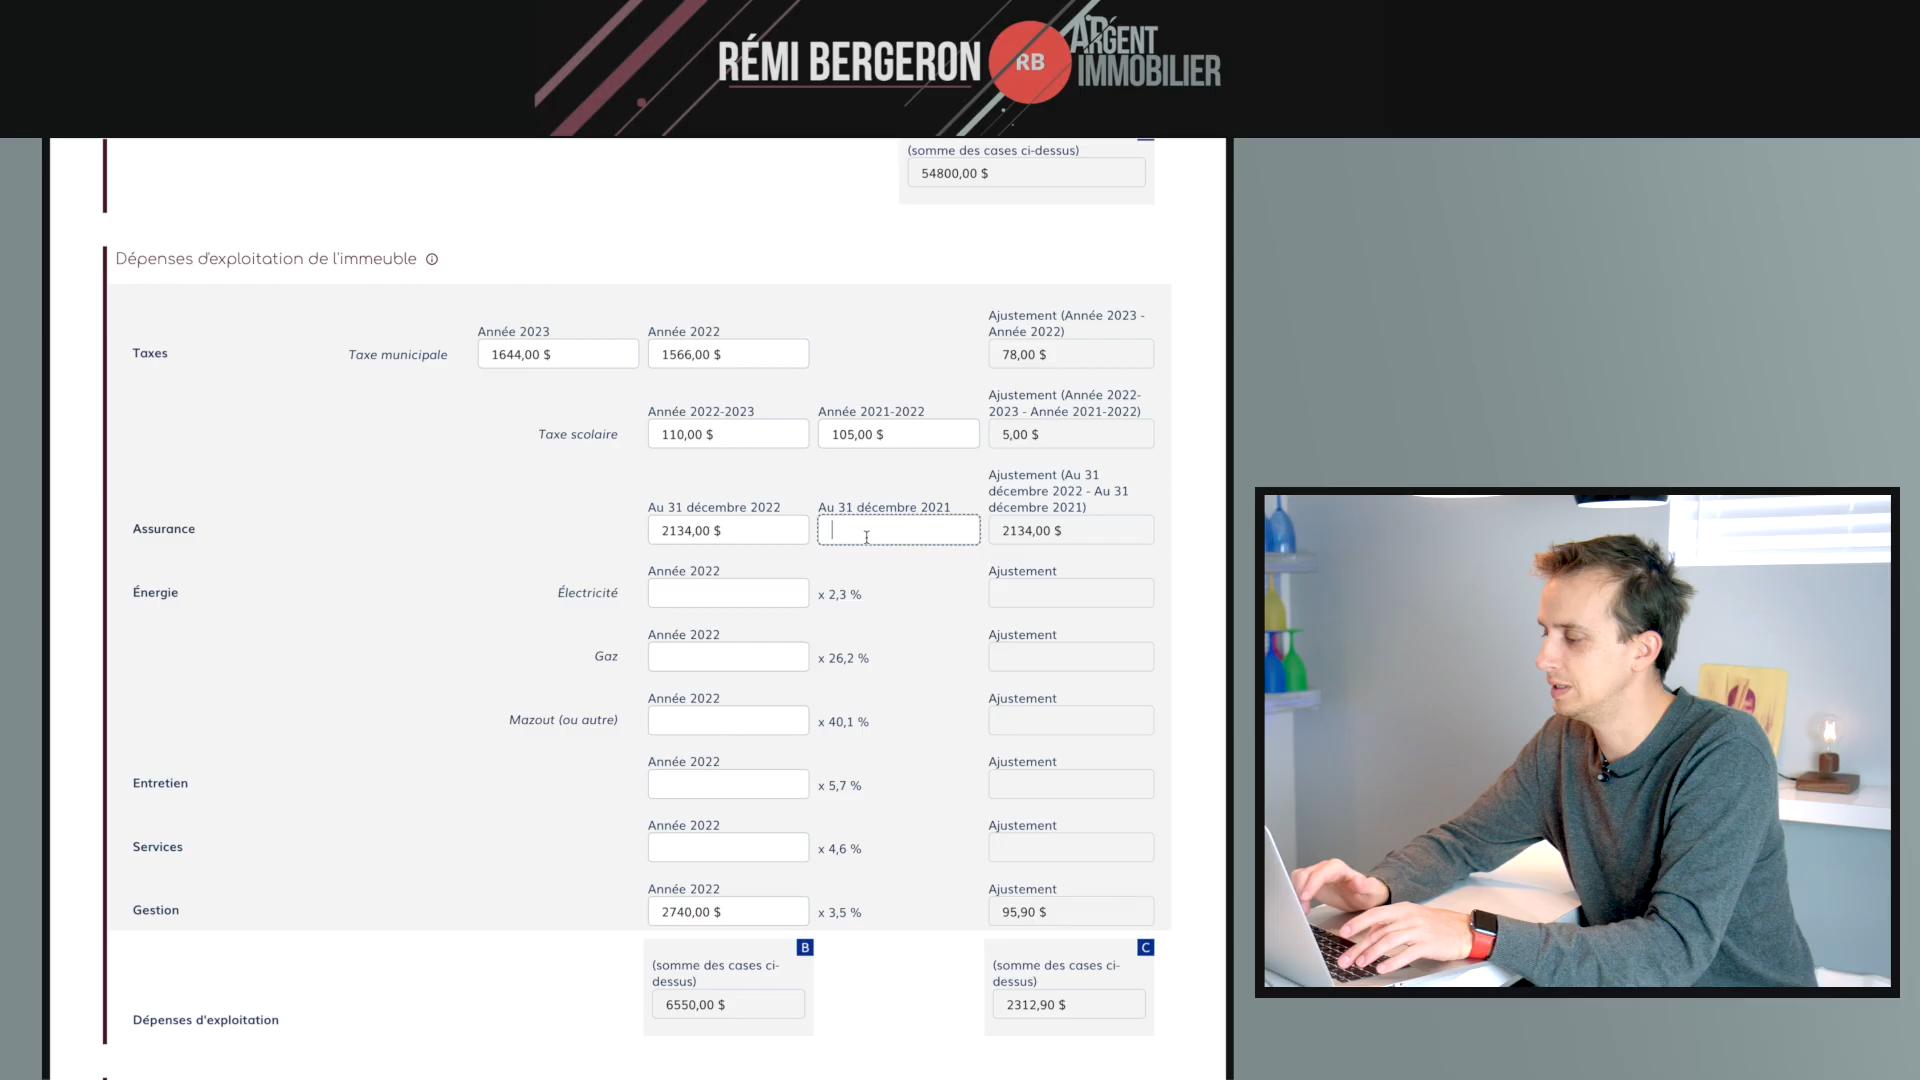 RÉMI BERGERON
RB
ARGENT
IMMOBILIER
(somme des cases ci-dessus)
54800,00 $
Dépenses d'exploitation de l'immeuble
Taxes
Taxe municipale
Année 2023
1644,00 $
Année 2022
1566,00 $
Ajustement (Année 2023 -
Année 2022)
78,00 $
Taxe scolaire
Année 2022-2023
110,00 $
Année 2021-2022
105,00 $
Ajustement (Année 2022-
2023 - Année 2021-2022)
5,00 $
Assurance
Au 31 décembre 2022
2134,00 $
Au 31 décembre 2021
Ajustement (Au 31
décembre 2022 - Au 31
décembre 2021)
2134,00 $
Énergie
Électricité
Année 2022
x 2,3 %
Ajustement
Gaz
Année 2022
x 26,2 %
Ajustement
Mazout (ou autre)
Année 2022
x 40,1 %
Ajustement
Entretien
Année 2022
x 5,7 %
Ajustement
Services
Année 2022
x 4,6 %
Ajustement
Gestion
Année 2022
2740,00 $
x 3,5 %
Ajustement
95,90 $
Dépenses d'exploitation
B
(somme des cases ci-
dessus)
6550,00 $
C
(somme des cases ci-
dessus)
2312,90 $